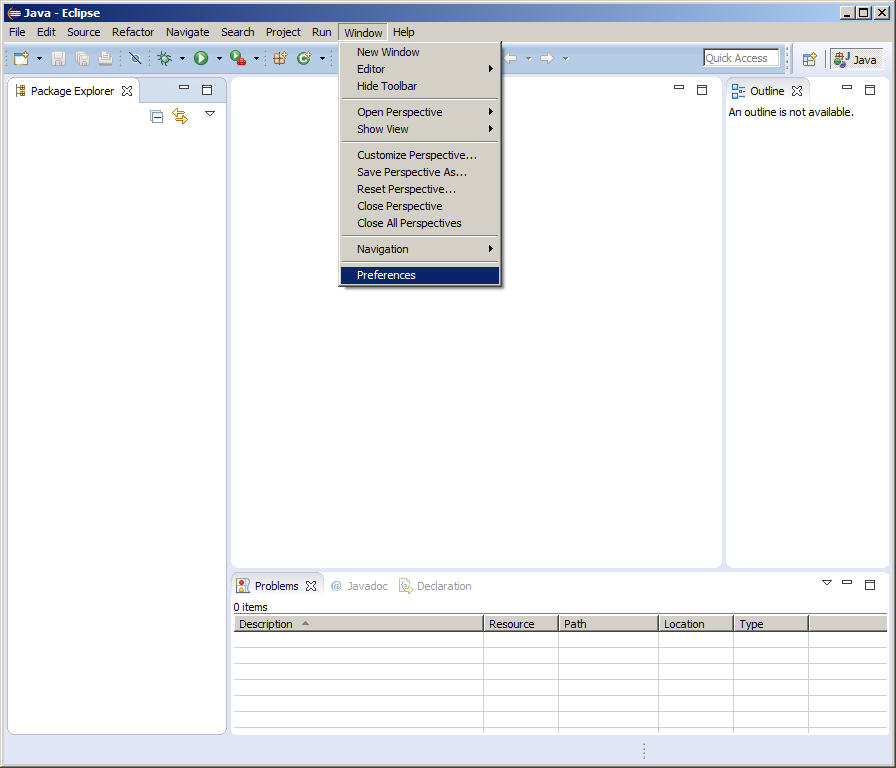 Java - Eclipse
File Edit Source Refactor Navigate Search Project Run Window Help
Quick Access
Java
New Window
Editor
Hide Toolbar
Open Perspective
Show View
Customize Perspective...
Save Perspective As...
Reset Perspective...
Close Perspective
Close All Perspectives
Navigation
Preferences
Package Explorer
Outline
An outline is not available.
Problems @ Javadoc Declaration
0 items
Description Resource Path Location Type